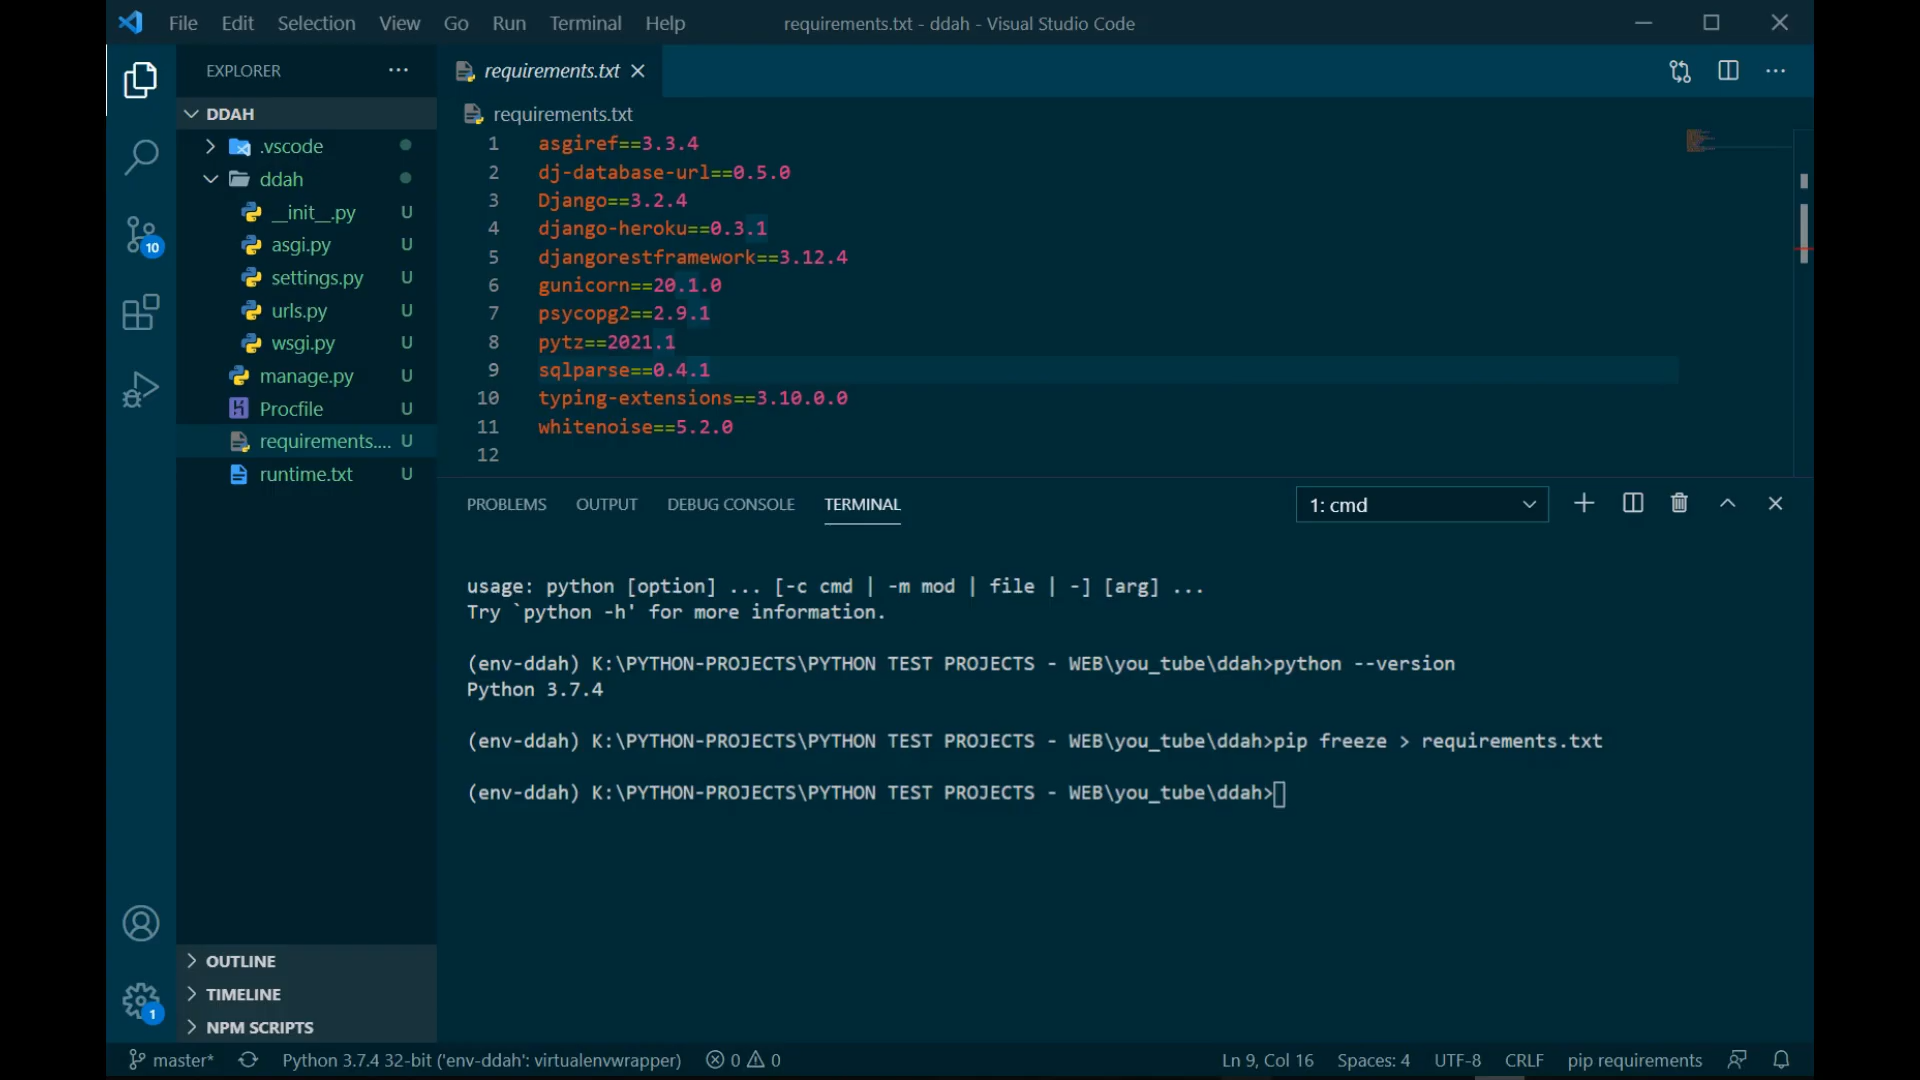 File Edit Selection View Go Run Terminal Help requirements.txt - ddah - Visual Studio Code
EXPLORER
requirements.txt
DDAH
requirements.txt
.vscode
ddah
__init__.py U
asgi.py U
settings.py U
urls.py U
wsgi.py U
manage.py U
Procfile U
requirements.... U
runtime.txt U
10
1 asgiref==3.3.4
2 dj-database-url==0.5.0
3 Django==3.2.4
4 django-heroku==0.3.1
5 djangorestframework==3.12.4
6 gunicorn==20.1.0
7 psycopg2==2.9.1
8 pytz==2021.1
9 sqlparse==0.4.1
10 typing-extensions==3.10.0.0
11 whitenoise==5.2.0
12
PROBLEMS OUTPUT DEBUG CONSOLE TERMINAL 1: cmd
usage: python [option] ... [-c cmd | -m mod | file | -] [arg] ...
Try `python -h' for more information.
(env-ddah) K:\PYTHON-PROJECTS\PYTHON TEST PROJECTS - WEB\you_tube\ddah>python --version
Python 3.7.4
(env-ddah) K:\PYTHON-PROJECTS\PYTHON TEST PROJECTS - WEB\you_tube\ddah>pip freeze > requirements.txt
(env-ddah) K:\PYTHON-PROJECTS\PYTHON TEST PROJECTS - WEB\you_tube\ddah>
OUTLINE
TIMELINE
NPM SCRIPTS
1
master* Python 3.7.4 32-bit ('env-ddah': virtualenvwrapper) 0 0 Ln 9, Col 16 Spaces: 4 UTF-8 CRLF pip requirements